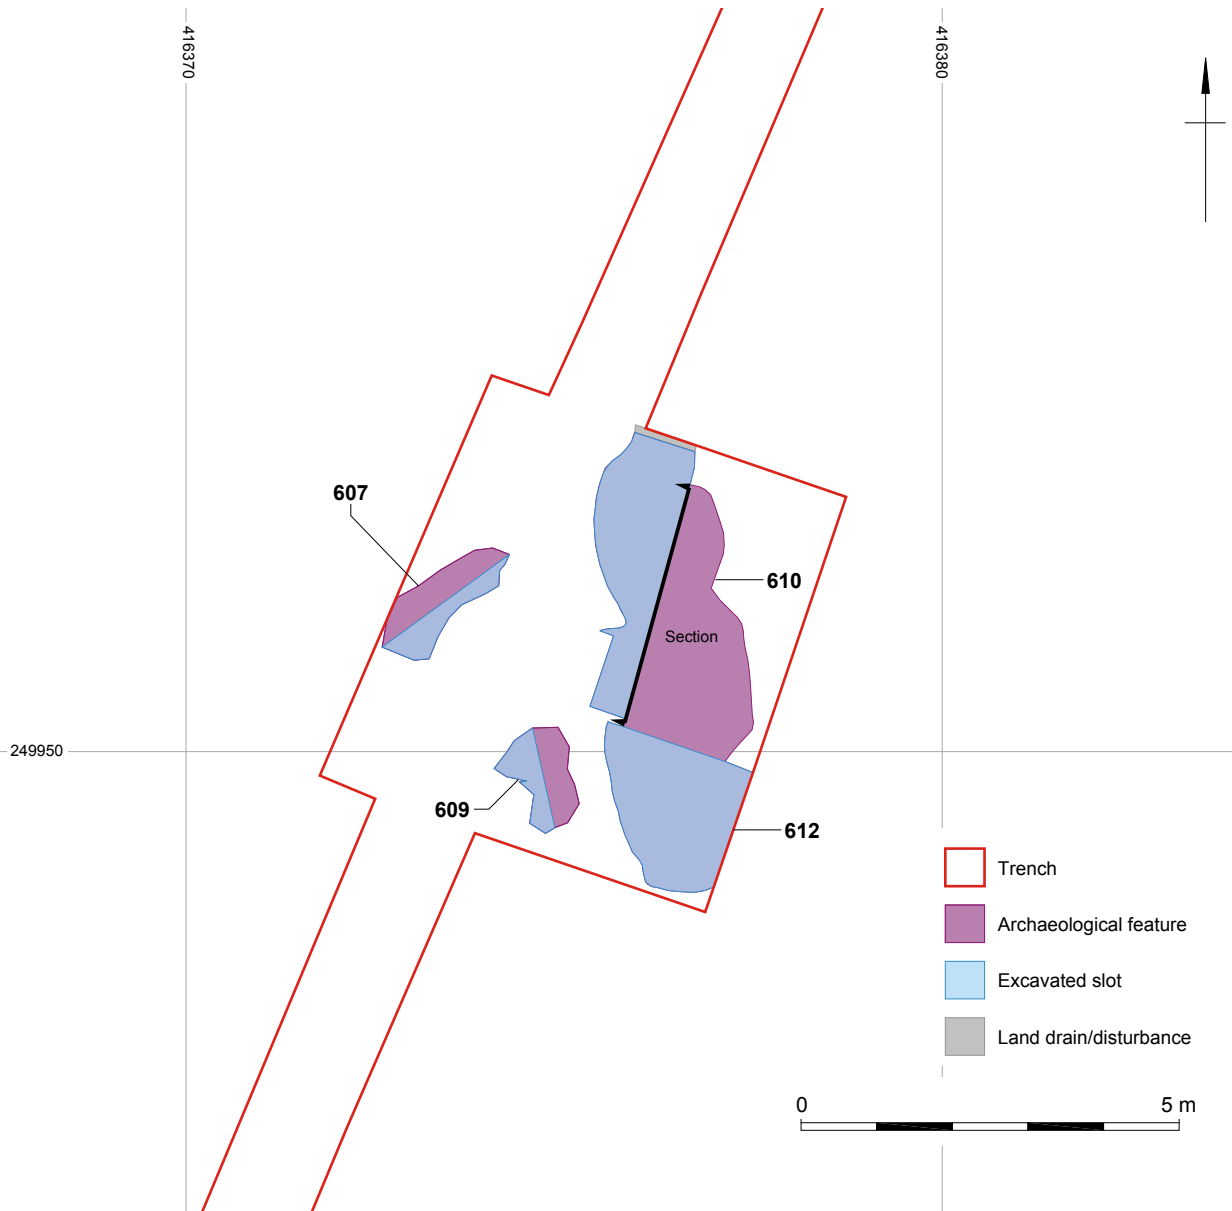 416370
416380
607
610
Section
249950
609
612
Trench
Archaeological feature
Excavated slot
Land drain/disturbance
0 5 m